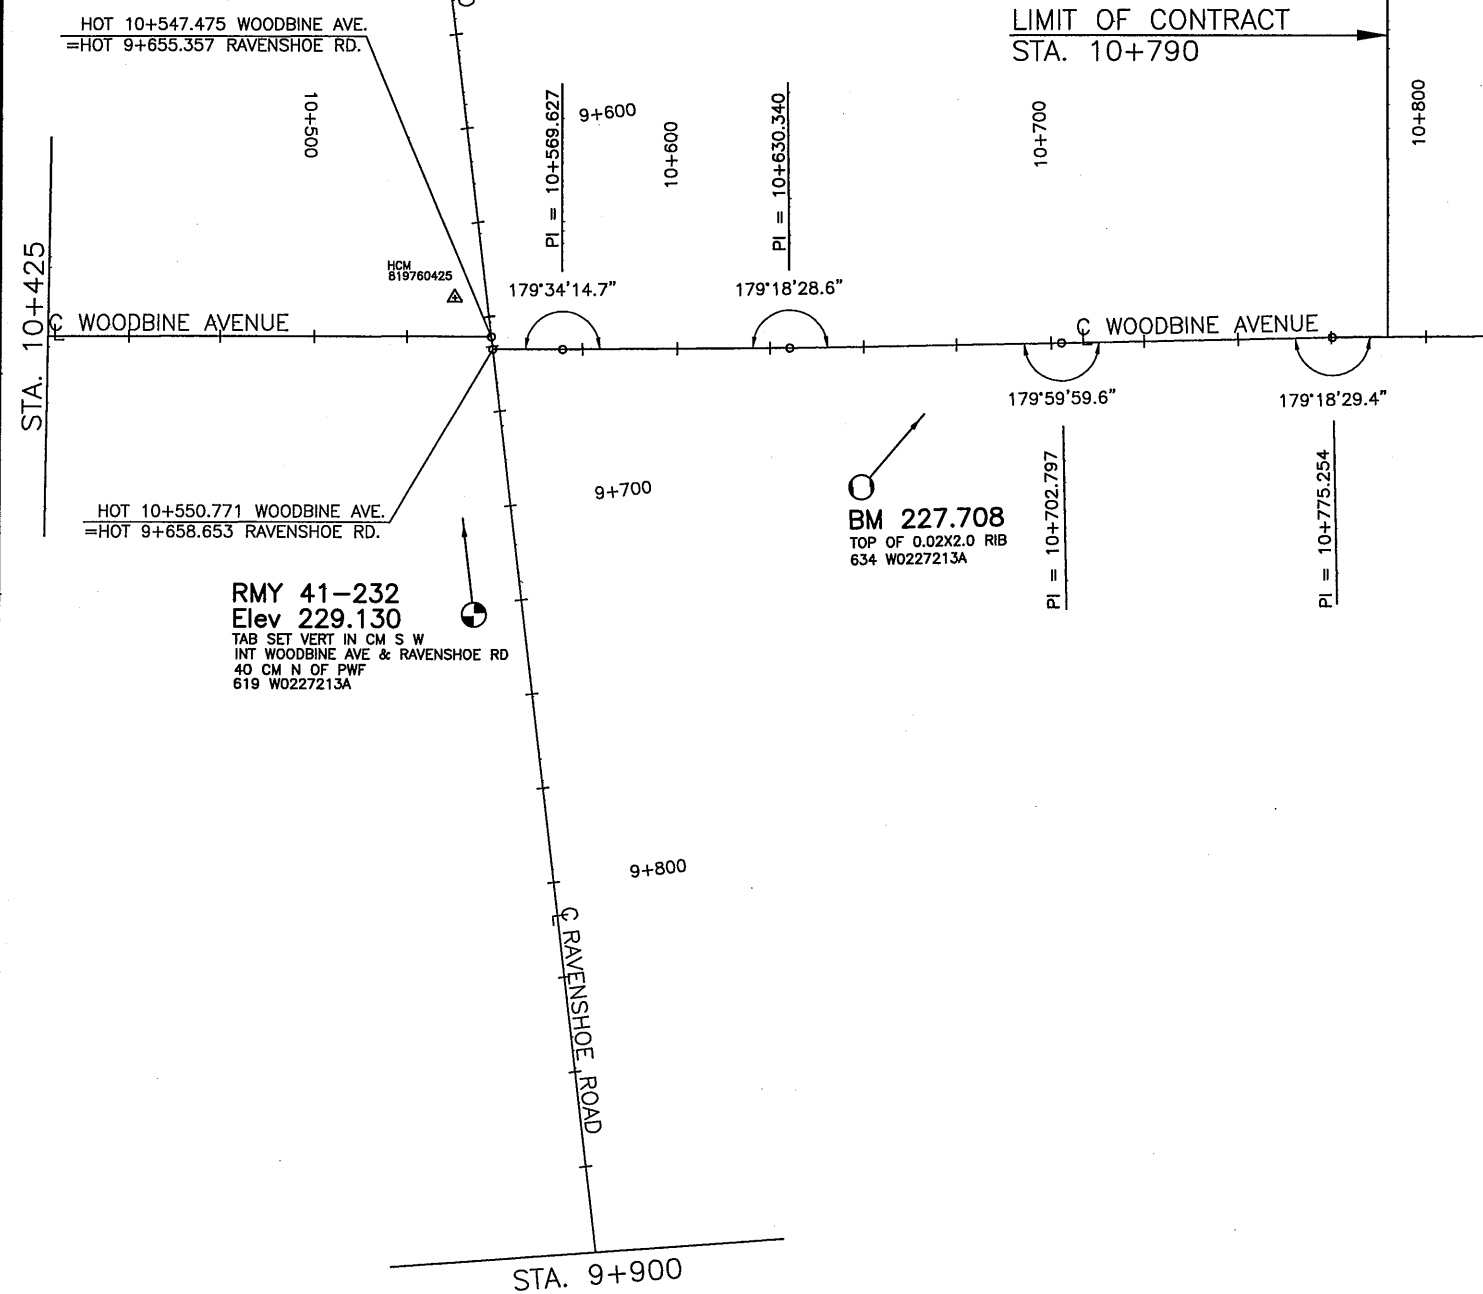 HOT 10+547.475 WOODBINE AVE.
=HOT 9+655.357 RAVENSHOE RD.
LIMIT OF CONTRACT
STA. 10+790
10+500
PI = 10+569.627
9+600
10+600
PI = 10+630.340
10+700
10+800
STA. 10+425
HCM
819760425
179°34'14.7"
179°18'28.6"
℄ WOODBINE AVENUE
℄ WOODBINE AVENUE
179°59'59.6"
179°18'29.4"
PI = 10+702.797
PI = 10+775.254
HOT 10+550.771 WOODBINE AVE.
=HOT 9+658.653 RAVENSHOE RD.
9+700
BM 227.708
TOP OF 0.02X2.0 RIB
634 W0227213A
RMY 41-232
Elev 229.130
TAB SET VERT IN CM S W
INT WOODBINE AVE & RAVENSHOE RD
40 CM N OF PWF
619 W0227213A
9+800
℄ RAVENSHOE ROAD
STA. 9+900